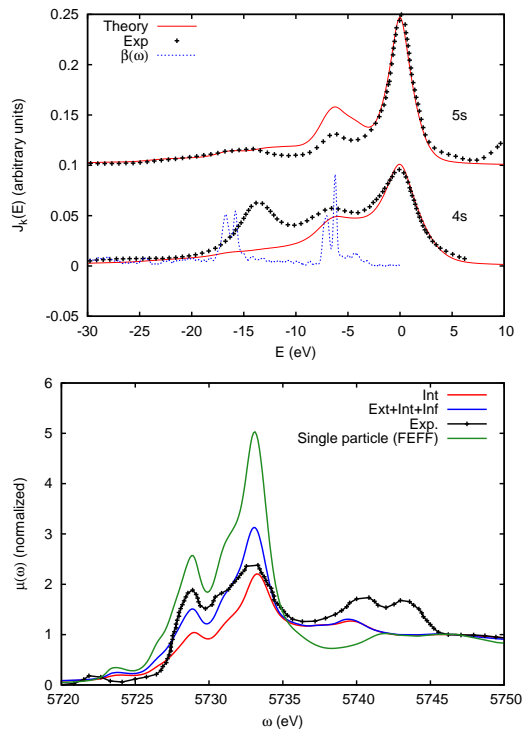 Theory
Exp
β(ω)
5s
4s
0.25
0.2
0.15
0.1
0.05
0
-0.05
J_k(E) (arbitrary units)
-30 -25 -20 -15 -10 -5 0 5 10
E (eV)
Int
Ext+Int+Inf
Exp.
Single particle (FEFF)
6
5
4
3
2
1
0
μ(ω) (normalized)
5720 5725 5730 5735 5740 5745 5750
ω (eV)